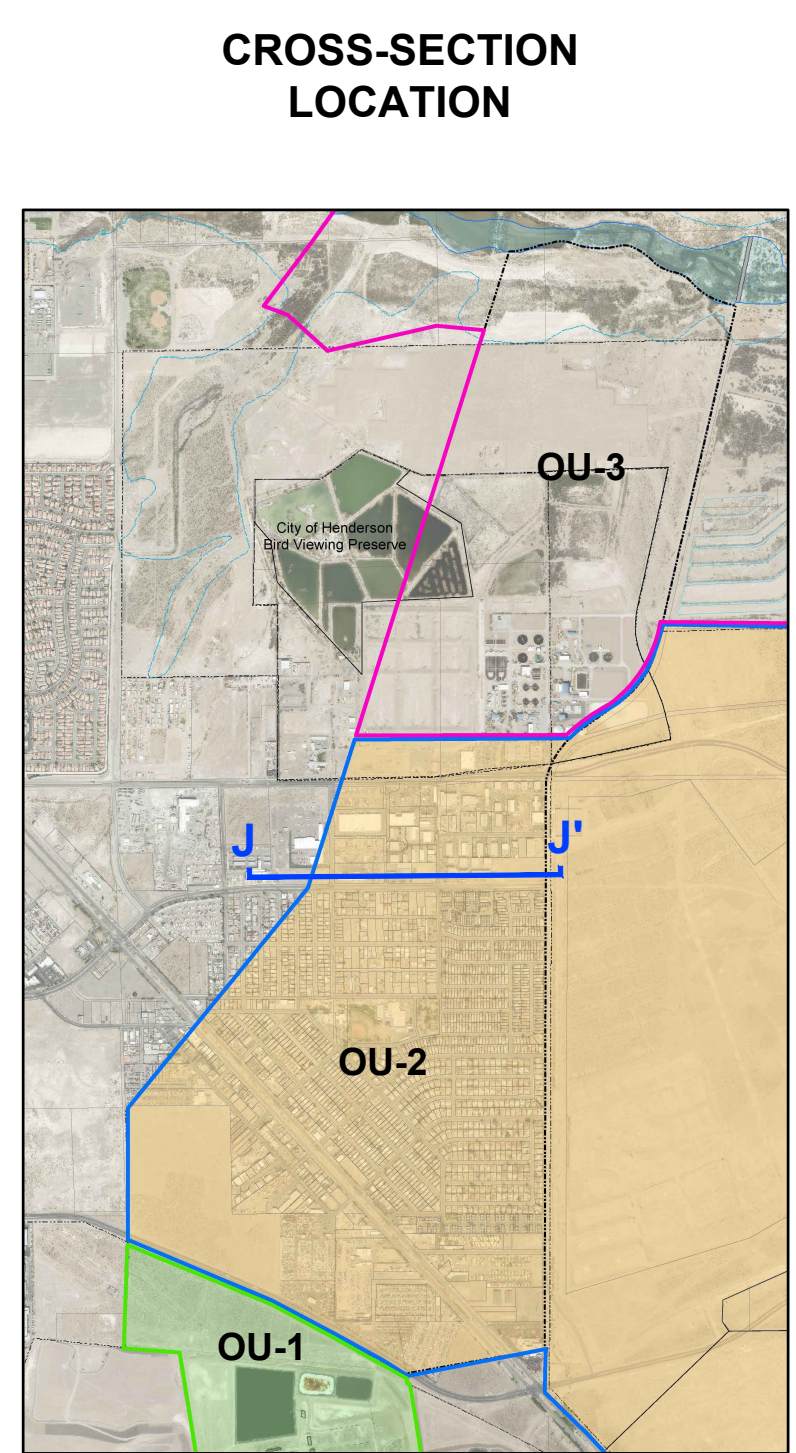 CROSS-SECTION
LOCATION
OU-3
City of Henderson
Bird Viewing Preserve
J
J'
OU-2
OU-1